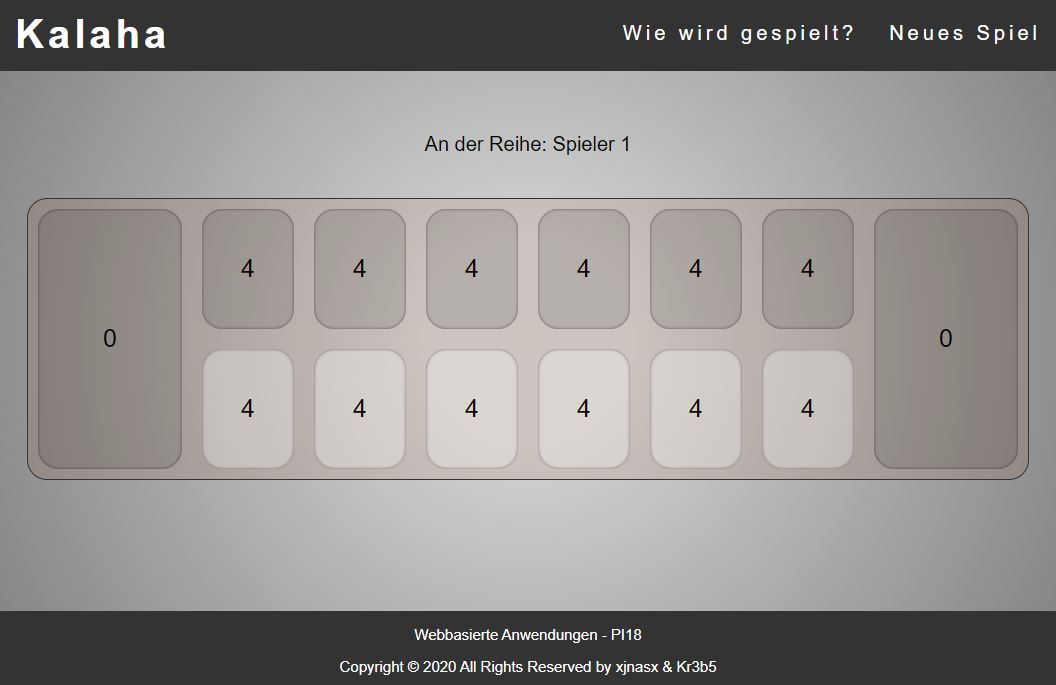 Kalaha
Wie wird gespielt? Neues Spiel
An der Reihe: Spieler 1
4 4 4 4 4 4
0 0
4 4 4 4 4 4
Webbasierte Anwendungen - PI18
Copyright © 2020 All Rights Reserved by xjnasx & Kr3b5